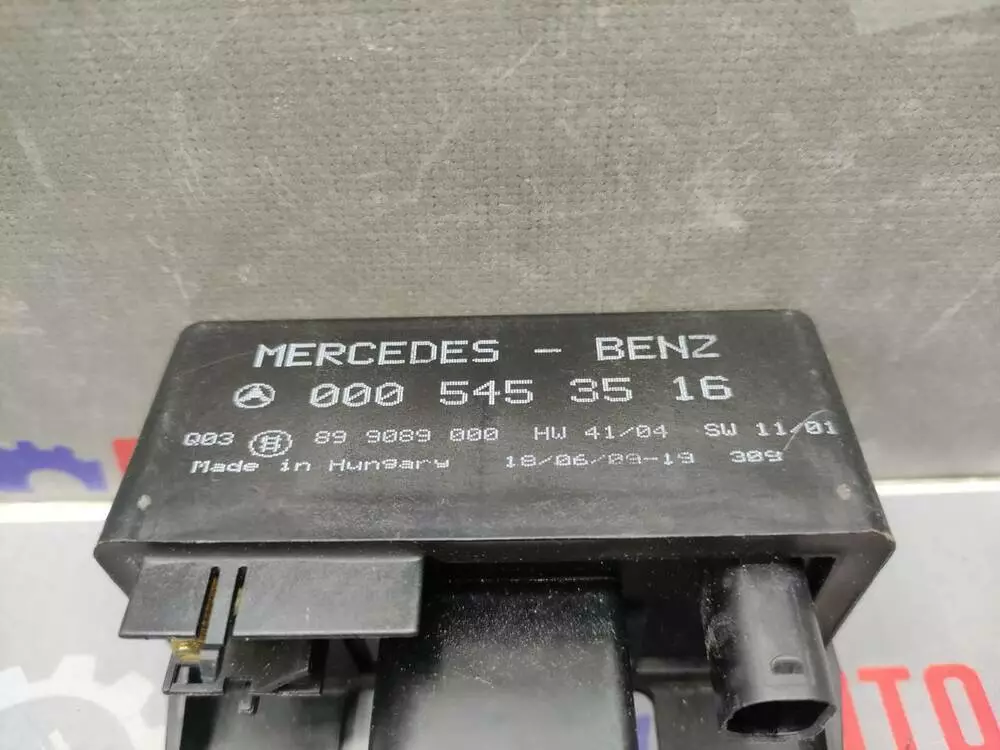 MERCEDES - BENZ
000 545 35 16
Q03 89 9089 000 HW 41/04 SW 11/01
Made in Hungary 18/06/09-19 309
UTO